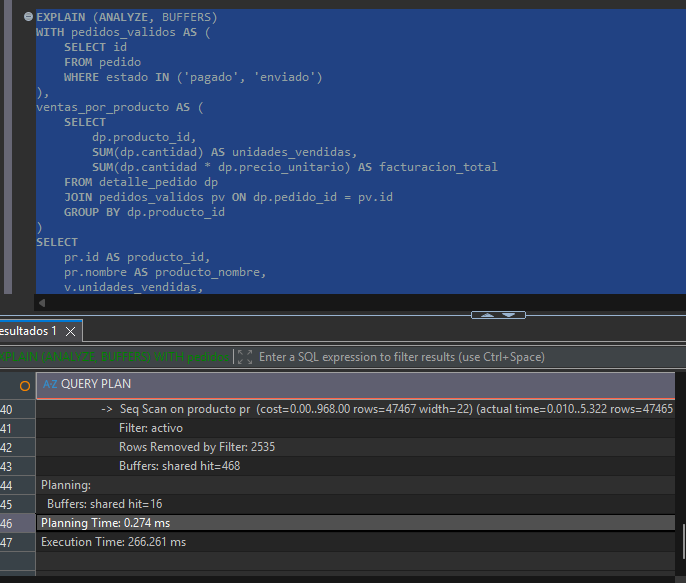 EXPLAIN (ANALYZE, BUFFERS)
WITH pedidos_validos AS (
SELECT id
FROM pedido
WHERE estado IN ('pagado', 'enviado')
),
ventas_por_producto AS (
SELECT
dp.producto_id,
SUM(dp.cantidad) AS unidades_vendidas,
SUM(dp.cantidad * dp.precio_unitario) AS facturacion_total
FROM detalle_pedido dp
JOIN pedidos_validos pv ON dp.pedido_id = pv.id
GROUP BY dp.producto_id
)
SELECT
pr.id AS producto_id,
pr.nombre AS producto_nombre,
v.unidades_vendidas,
esultados 1
XPLAIN (ANALYZE, BUFFERS) WITH pedidos Enter a SQL expression to filter results (use Ctrl+Space)
A-Z QUERY PLAN
40 -> Seq Scan on producto pr (cost=0.00..968.00 rows=47467 width=22) (actual time=0.010..5.322 rows=47465
41 Filter: activo
42 Rows Removed by Filter: 2535
43 Buffers: shared hit=468
44 Planning:
45 Buffers: shared hit=16
46 Planning Time: 0.274 ms
47 Execution Time: 266.261 ms